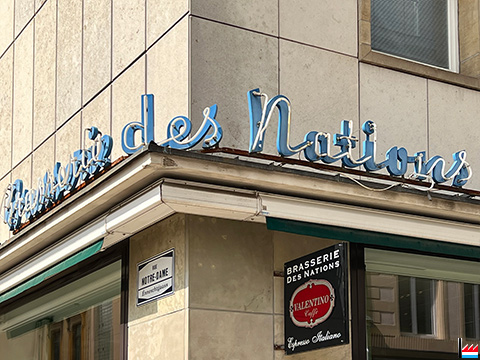 Brasserie des Nations
RUE
NOTRE-DAME
BRASSERIE
DES NATIONS
VALENTINO
Caffè
Espresso Italiano